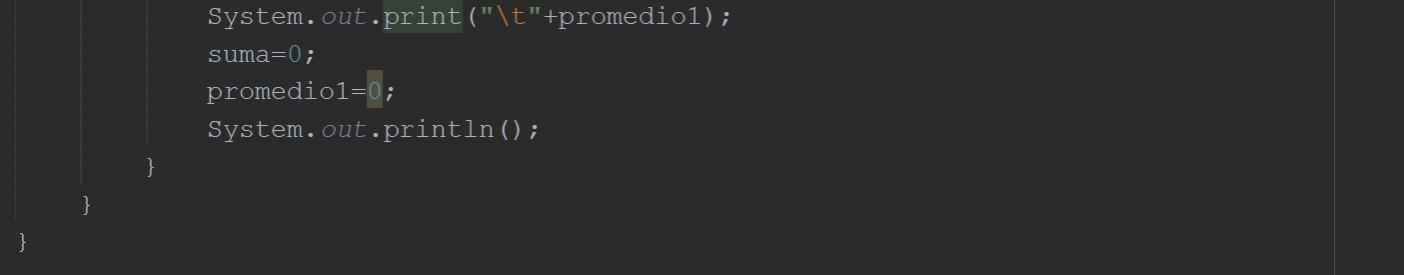 System.out.print("\t"+promedio1);
suma=0;
promedio1=0;
System.out.println();
}
}
}